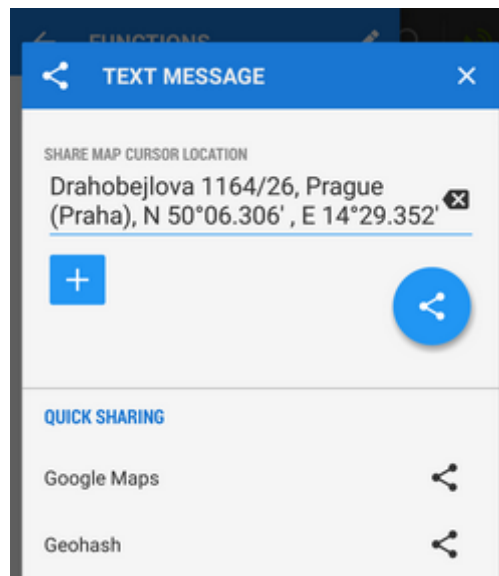 FUNCTIONS
TEXT MESSAGE
SHARE MAP CURSOR LOCATION
Drahobejlova 1164/26, Prague
(Praha), N 50°06.306' , E 14°29.352'
QUICK SHARING
Google Maps
Geohash